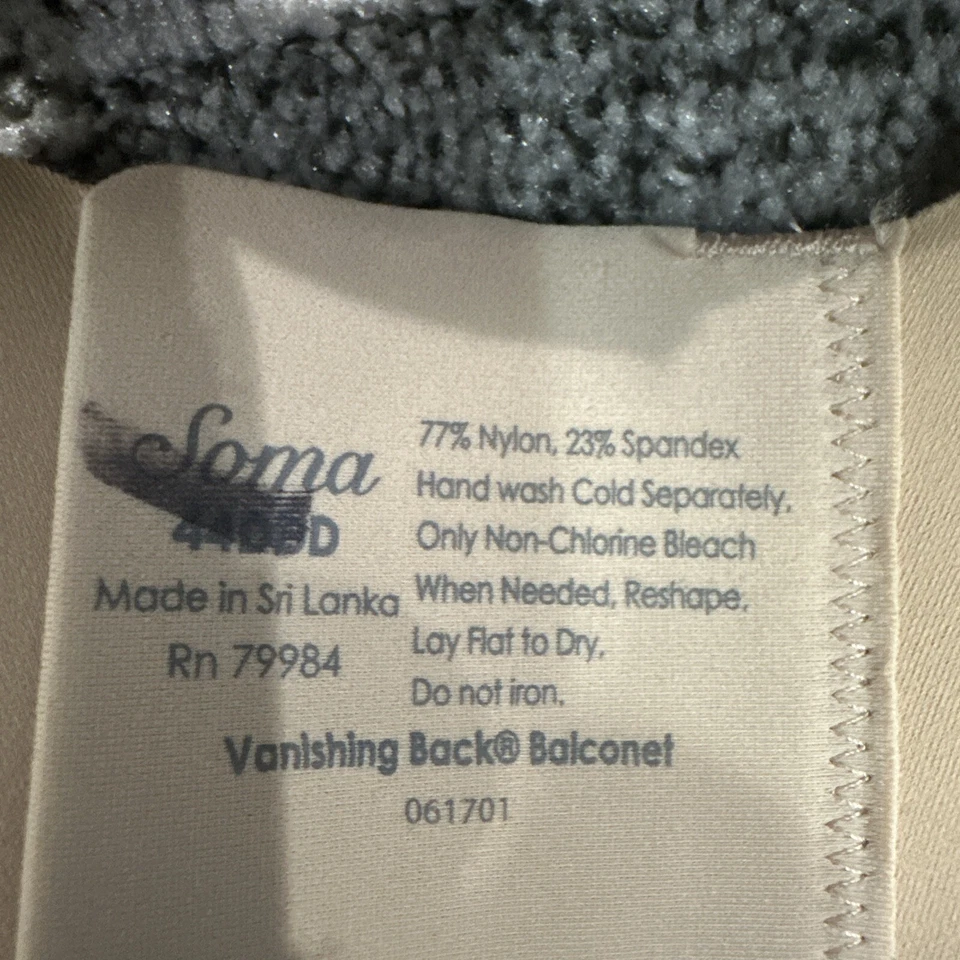 Soma
44DDD
Made in Sri Lanka
Rn 79984
77% Nylon, 23% Spandex
Hand wash Cold Separately,
Only Non-Chlorine Bleach
When Needed, Reshape,
Lay Flat to Dry,
Do not iron.
Vanishing Back® Balconet
061701